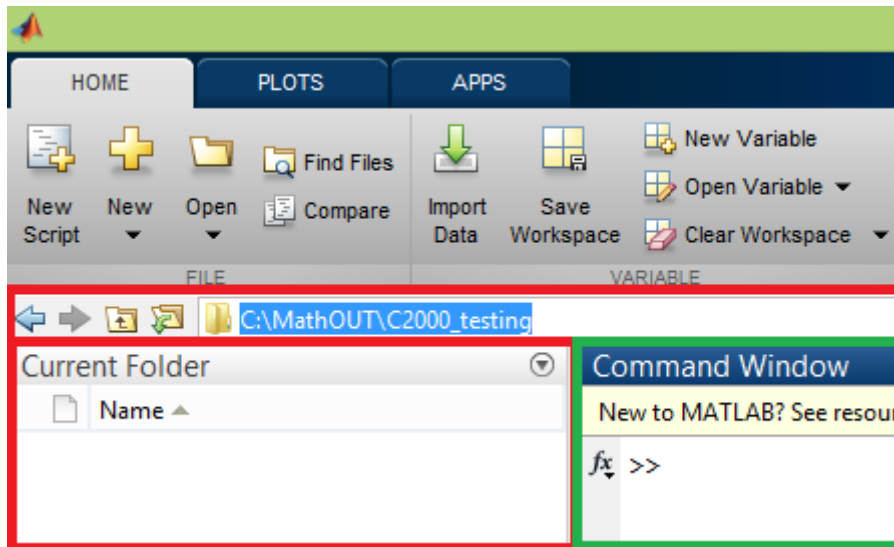 HOME PLOTS APPS
New Script
New
Open
Find Files
Compare
Import Data
Save Workspace
New Variable
Open Variable
Clear Workspace
FILE VARIABLE
C:\MathOUT\C2000_testing
Current Folder
Name
Command Window
New to MATLAB? See resour
fx >>